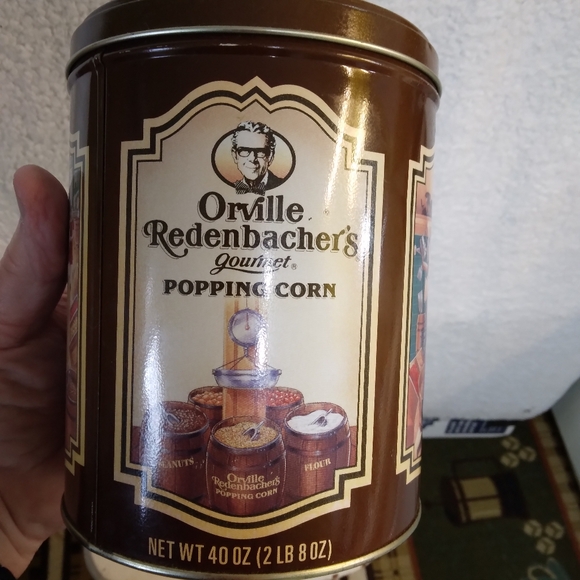 Orville
Redenbacher's
gourmet®
POPPING CORN
PEANUTS
Orville
Redenbacher's
POPPING CORN
FLOUR
NET WT 40 OZ (2 LB 8 OZ)